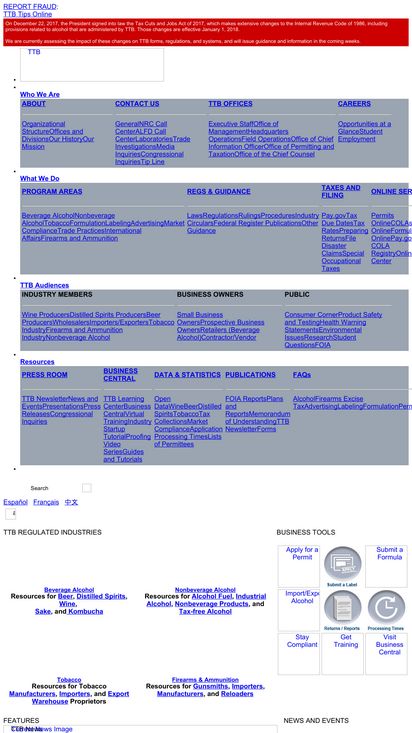 REPORT FRAUD:
TTB Tips Online
On December 22, 2017, the President signed into law the Tax Cuts and Jobs Act of 2017, which makes extensive changes to the Internal Revenue Code of 1986, including
provisions related to alcohol that are administered by TTB. Those changes are effective January 1, 2018.
We are currently assessing the impact of these changes on TTB forms, regulations, and systems, and will issue guidance and information in the coming weeks.
TTB
Who We Are
ABOUT CONTACT US TTB OFFICES CAREERS
Organizational GeneralNRC Call Executive StaffOffice of Opportunities at a
StructureOffices and CenterALFD Call ManagementHeadquarters GlanceStudent
DivisionsOur HistoryOur CenterLaboratoriesTrade OperationsField OperationsOffice of Chief Employment
Mission InvestigationsMedia Information OfficerOffice of Permitting and
InquiriesCongressional TaxationOffice of the Chief Counsel
InquiriesTip Line
What We Do
PROGRAM AREAS REGS & GUIDANCE TAXES AND FILING ONLINE SER
Beverage AlcoholNonbeverage LawsRegulationsRulingsProceduresIndustry Pay.govTax Permits
AlcoholTobaccoFormulationLabelingAdvertisingMarket CircularsFederal Register PublicationsOther Due DatesTax OnlineCOLAs
ComplianceTrade PracticesInternational Guidance RatesPreparing OnlineFormul
AffairsFirearms and Ammunition ReturnsFile OnlinePay.go
Disaster COLA
ClaimsSpecial RegistryOnlin
Occupational Center
Taxes
TTB Audiences
INDUSTRY MEMBERS BUSINESS OWNERS PUBLIC
Wine ProducersDistilled Spirits ProducersBeer Small Business Consumer CornerProduct Safety
ProducersWholesalersImporters/ExportersTobacco OwnersProspective Business and TestingHealth Warning
IndustryFirearms and Ammunition OwnersRetailers (Beverage StatementsEnvironmental
IndustryNonbeverage Alcohol Alcohol)Contractor/Vendor IssuesResearchStudent
QuestionsFOIA
Resources
PRESS ROOM BUSINESS CENTRAL DATA & STATISTICS PUBLICATIONS FAQs
TTB NewsletterNews and TTB Learning Open FOIA ReportsPlans AlcoholFirearms Excise
EventsPresentationsPress CenterBusiness DataWineBeerDistilled and TaxAdvertisingLabelingFormulationPerm
ReleasesCongressional CentralVirtual SpiritsTobaccoTax ReportsMemorandum
Inquiries TrainingIndustry CollectionsMarket of UnderstandingTTB
Startup ComplianceApplication NewsletterForms
TutorialProofing Processing TimesLists
Video of Permittees
SeriesGuides
and Tutorials
Search
Español Français 中文
TTB REGULATED INDUSTRIES BUSINESS TOOLS
Apply for a Permit
Submit a Label
Submit a Formula
Beverage Alcohol
Resources for Beer, Distilled Spirits,
Wine,
Sake, and Kombucha
Nonbeverage Alcohol
Resources for Alcohol Fuel, Industrial
Alcohol, Nonbeverage Products, and
Tax-free Alcohol
Import/Expo
Alcohol
Returns / Reports
Processing Times
Stay Compliant
Get Training
Visit Business Central
Tobacco
Resources for Tobacco
Manufacturers, Importers, and Export
Warehouse Proprietors
Firearms & Ammunition
Resources for Gunsmiths, Importers,
Manufacturers, and Reloaders
FEATURES NEWS AND EVENTS